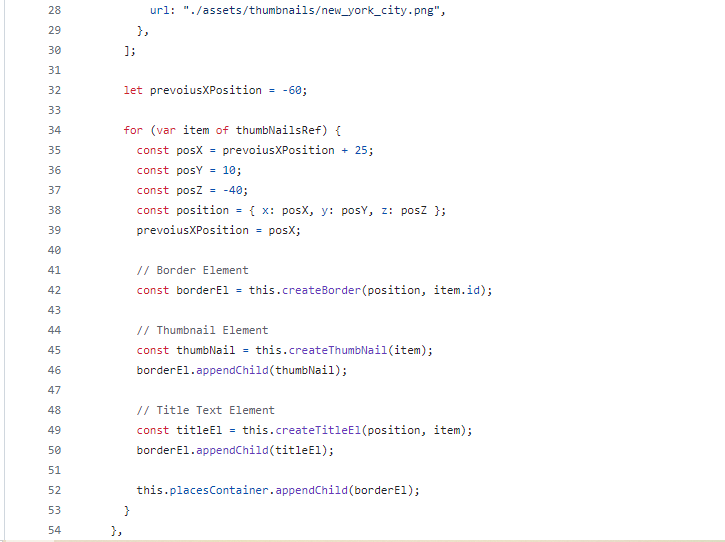 28 url: "./assets/thumbnails/new_york_city.png",
29 },
30 ];
31
32 let prevoiusXPosition = -60;
33
34 for (var item of thumbNailsRef) {
35 const posX = prevoiusXPosition + 25;
36 const posY = 10;
37 const posZ = -40;
38 const position = { x: posX, y: posY, z: posZ };
39 prevoiusXPosition = posX;
40
41 // Border Element
42 const borderEl = this.createBorder(position, item.id);
43
44 // Thumbnail Element
45 const thumbNail = this.createThumbNail(item);
46 borderEl.appendChild(thumbNail);
47
48 // Title Text Element
49 const titleEl = this.createTitleEl(position, item);
50 borderEl.appendChild(titleEl);
51
52 this.placesContainer.appendChild(borderEl);
53 }
54 },